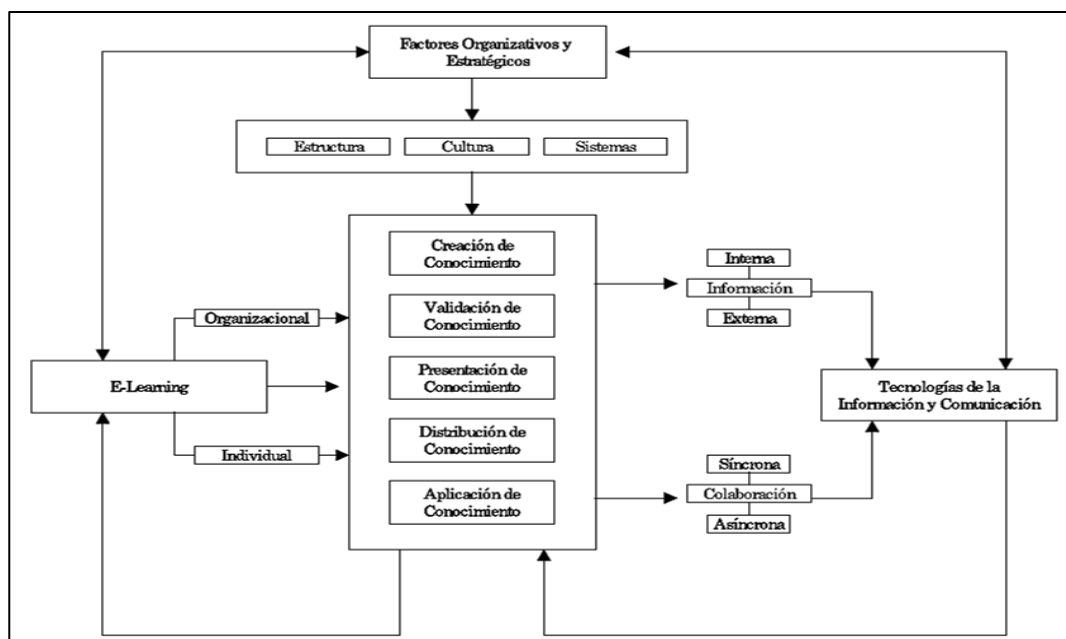 Factores Organizativos y
Estratégicos
Estructura
Cultura
Sistemas
Creación de
Conocimiento
Validación de
Conocimiento
Presentación de
Conocimiento
Distribución de
Conocimiento
Aplicación de
Conocimiento
Organizacional
E-Learning
Individual
Interna
Información
Externa
Síncrona
Colaboración
Asíncrona
Tecnologías de la
Información y Comunicación